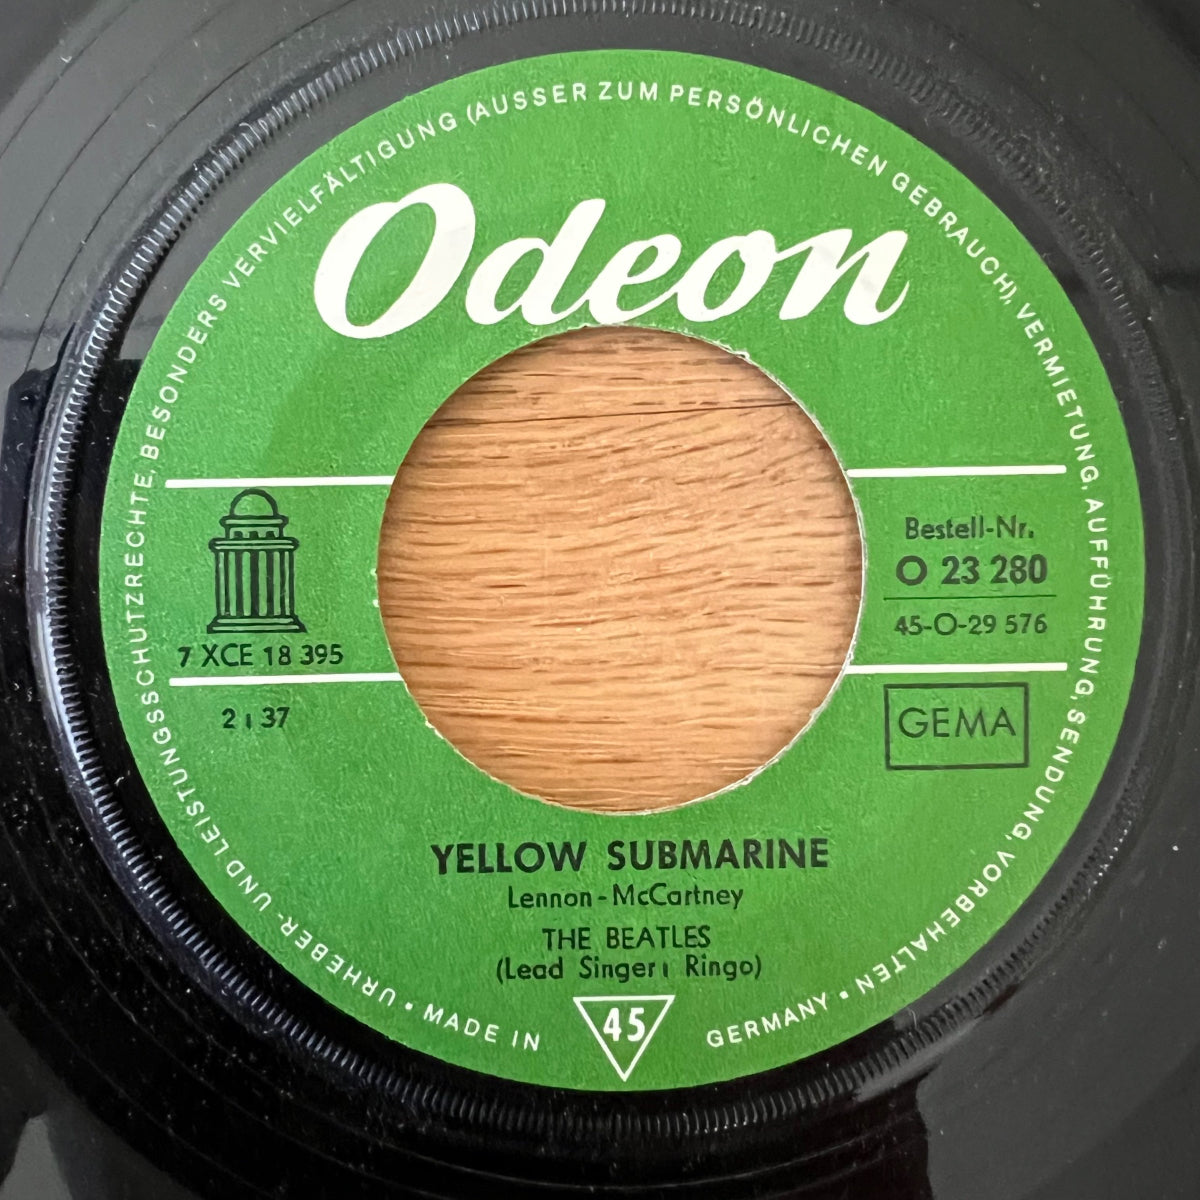 URHEBER- UND LEISTUNGSSCHUTZRECHTE, BESONDERS VERVIELFÄLTIGUNG (AUSSER ZUM PERSÖNLICHEN GEBRAUCH), VERMIETUNG, AUFFÜHRUNG, SENDUNG, VORBEHALTEN •
Odeon
Bestell-Nr.
O 23 280
45-O-29 576
7 XCE 18 395
2 ı 37
GEMA
YELLOW SUBMARINE
Lennon - McCartney
THE BEATLES
(Lead Singer ı Ringo)
• MADE IN
45
GERMANY